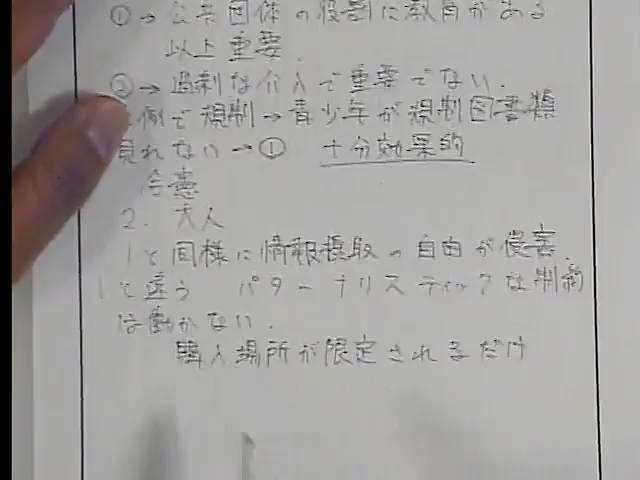 ①→公共団体の役割に教育がある
以上重要.
②→過剰な介入で重要でない.
条例で規制→青少年が規制図書類
見れない→① 十分効果的
合憲
2. 大人
1と同様に情報摂取の自由が侵害.
1と違う パターナリスティックな制約
は働かない.
購入場所が限定されるだけ